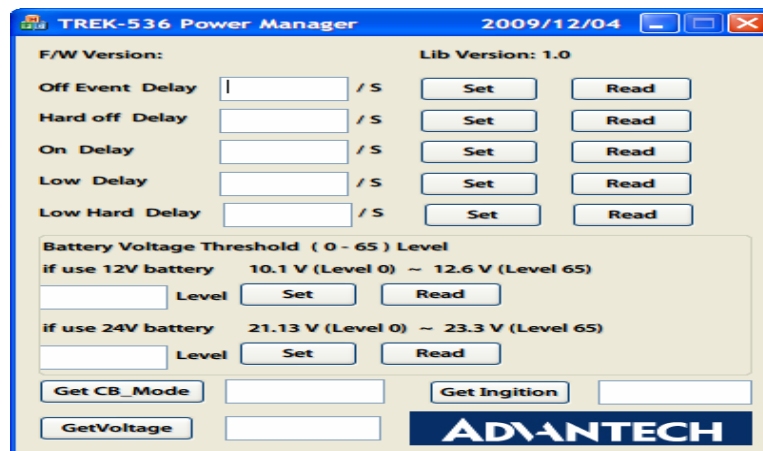 TREK-536 Power Manager 2009/12/04
F/W Version: Lib Version: 1.0
Off Event Delay / S Set Read
Hard off Delay / S Set Read
On Delay / S Set Read
Low Delay / S Set Read
Low Hard Delay / S Set Read
Battery Voltage Threshold ( 0 - 65 ) Level
if use 12V battery 10.1 V (Level 0) ~ 12.6 V (Level 65)
Level Set Read
if use 24V battery 21.13 V (Level 0) ~ 23.3 V (Level 65)
Level Set Read
Get CB_Mode Get Ingition
GetVoltage ADVANTECH